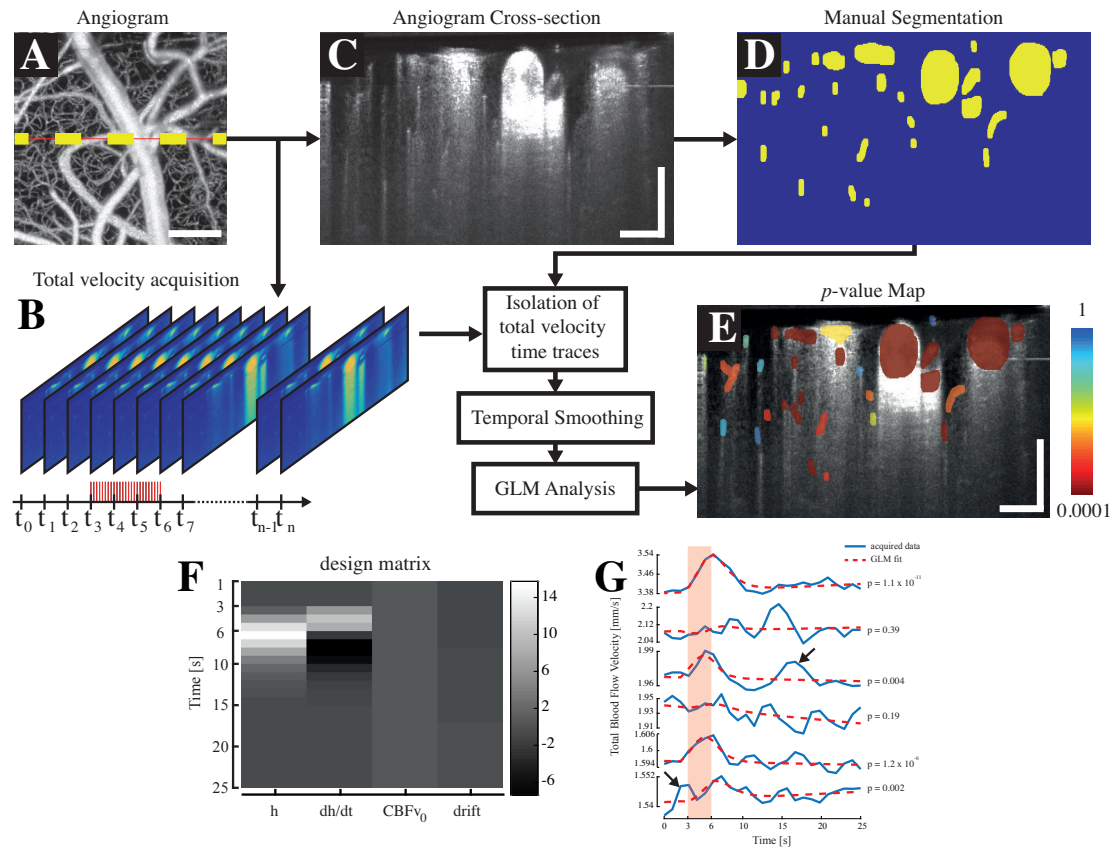 Angiogram
Angiogram Cross-section
Manual Segmentation
A
C
D
Total velocity acquisition
B
Isolation of
total velocity
time traces
Temporal Smoothing
GLM Analysis
p-value Map
E
1
0.0001
t0 t1 t2 t3 t4 t5 t6 t7 tn-1 tn
F
design matrix
Time [s]
1
3
6
10
15
20
25
h
dh/dt
CBFv0
drift
14
10
6
2
-2
-6
G
acquired data
GLM fit
Total Blood Flow Velocity [mm/s]
3.54
3.46
3.38
p = 1.1 x 10-11
2.2
2.12
2.04
p = 0.39
1.99
1.96
p = 0.004
1.95
1.93
1.91
p = 0.19
1.606
1.6
1.594
p = 1.2 x 10-6
1.552
1.54
p = 0.002
0 3 6 10 15 20 25
Time [s]